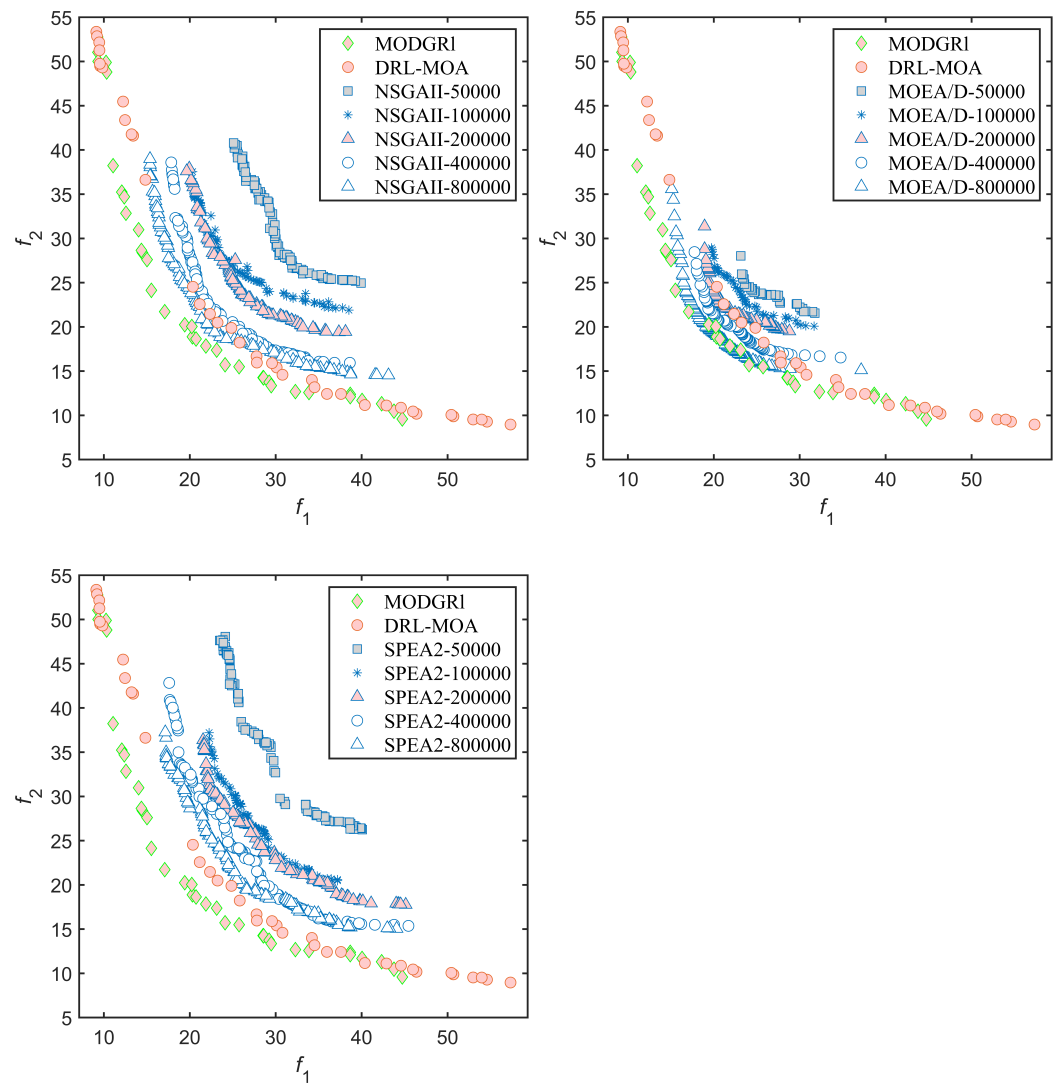 55
50
45
40
35
30
25
20
15
10
5
f2
10
20
30
40
50
f1
MODGRl
DRL-MOA
NSGAII-50000
NSGAII-100000
NSGAII-200000
NSGAII-400000
NSGAII-800000
55
50
45
40
35
30
25
20
15
10
5
f2
10
20
30
40
50
f1
MODGRl
DRL-MOA
MOEA/D-50000
MOEA/D-100000
MOEA/D-200000
MOEA/D-400000
MOEA/D-800000
55
50
45
40
35
30
25
20
15
10
5
f2
10
20
30
40
50
f1
MODGRl
DRL-MOA
SPEA2-50000
SPEA2-100000
SPEA2-200000
SPEA2-400000
SPEA2-800000